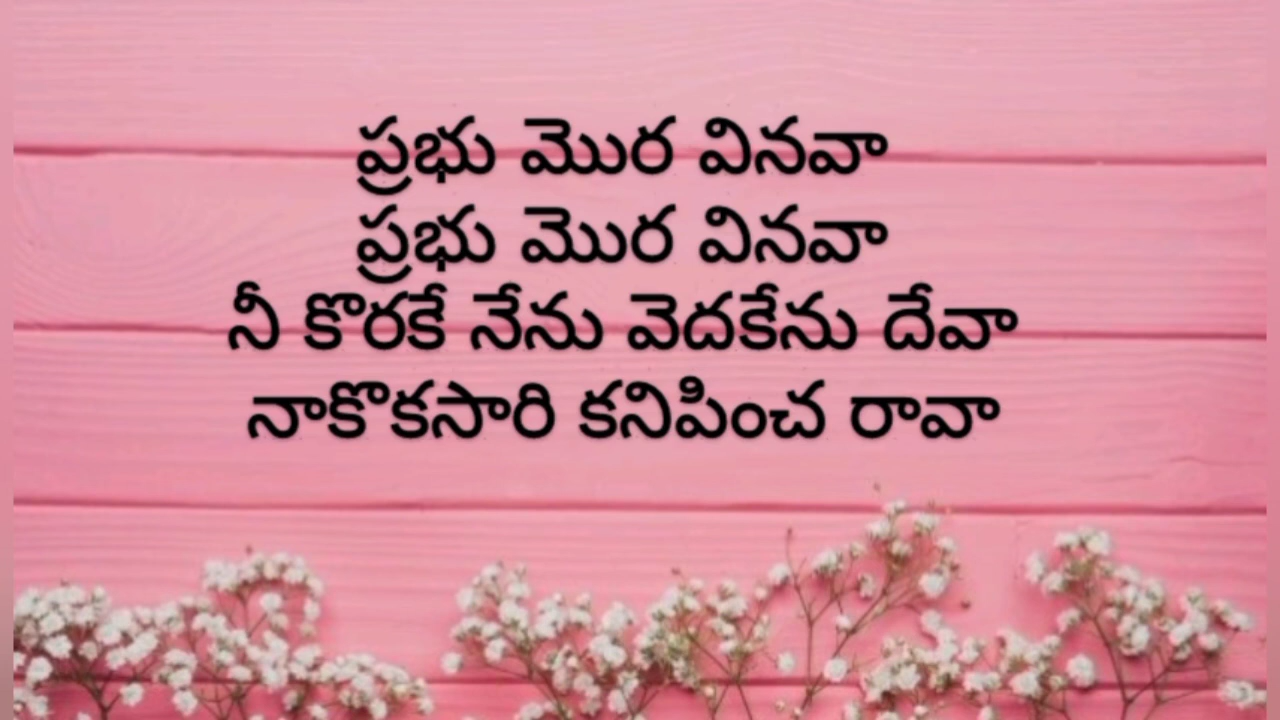 ప్రభు మొర వినవా
ప్రభు మొర వినవా
నీ కొరకే నేను వెదకేను దేవా
నాకొకసారి కనిపించ రావా